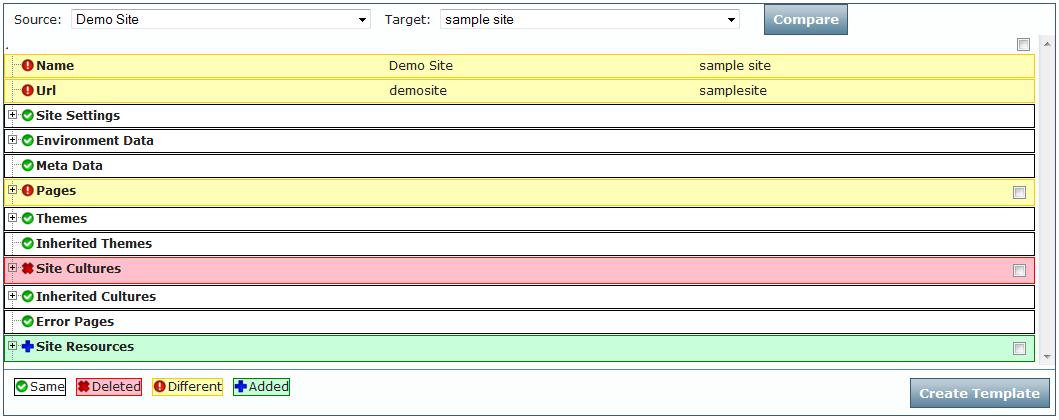 Source: Demo Site Target: sample site Compare
Name Demo Site sample site
Url demosite samplesite
Site Settings
Environment Data
Meta Data
Pages
Themes
Inherited Themes
Site Cultures
Inherited Cultures
Error Pages
Site Resources
Same Deleted Different Added Create Template